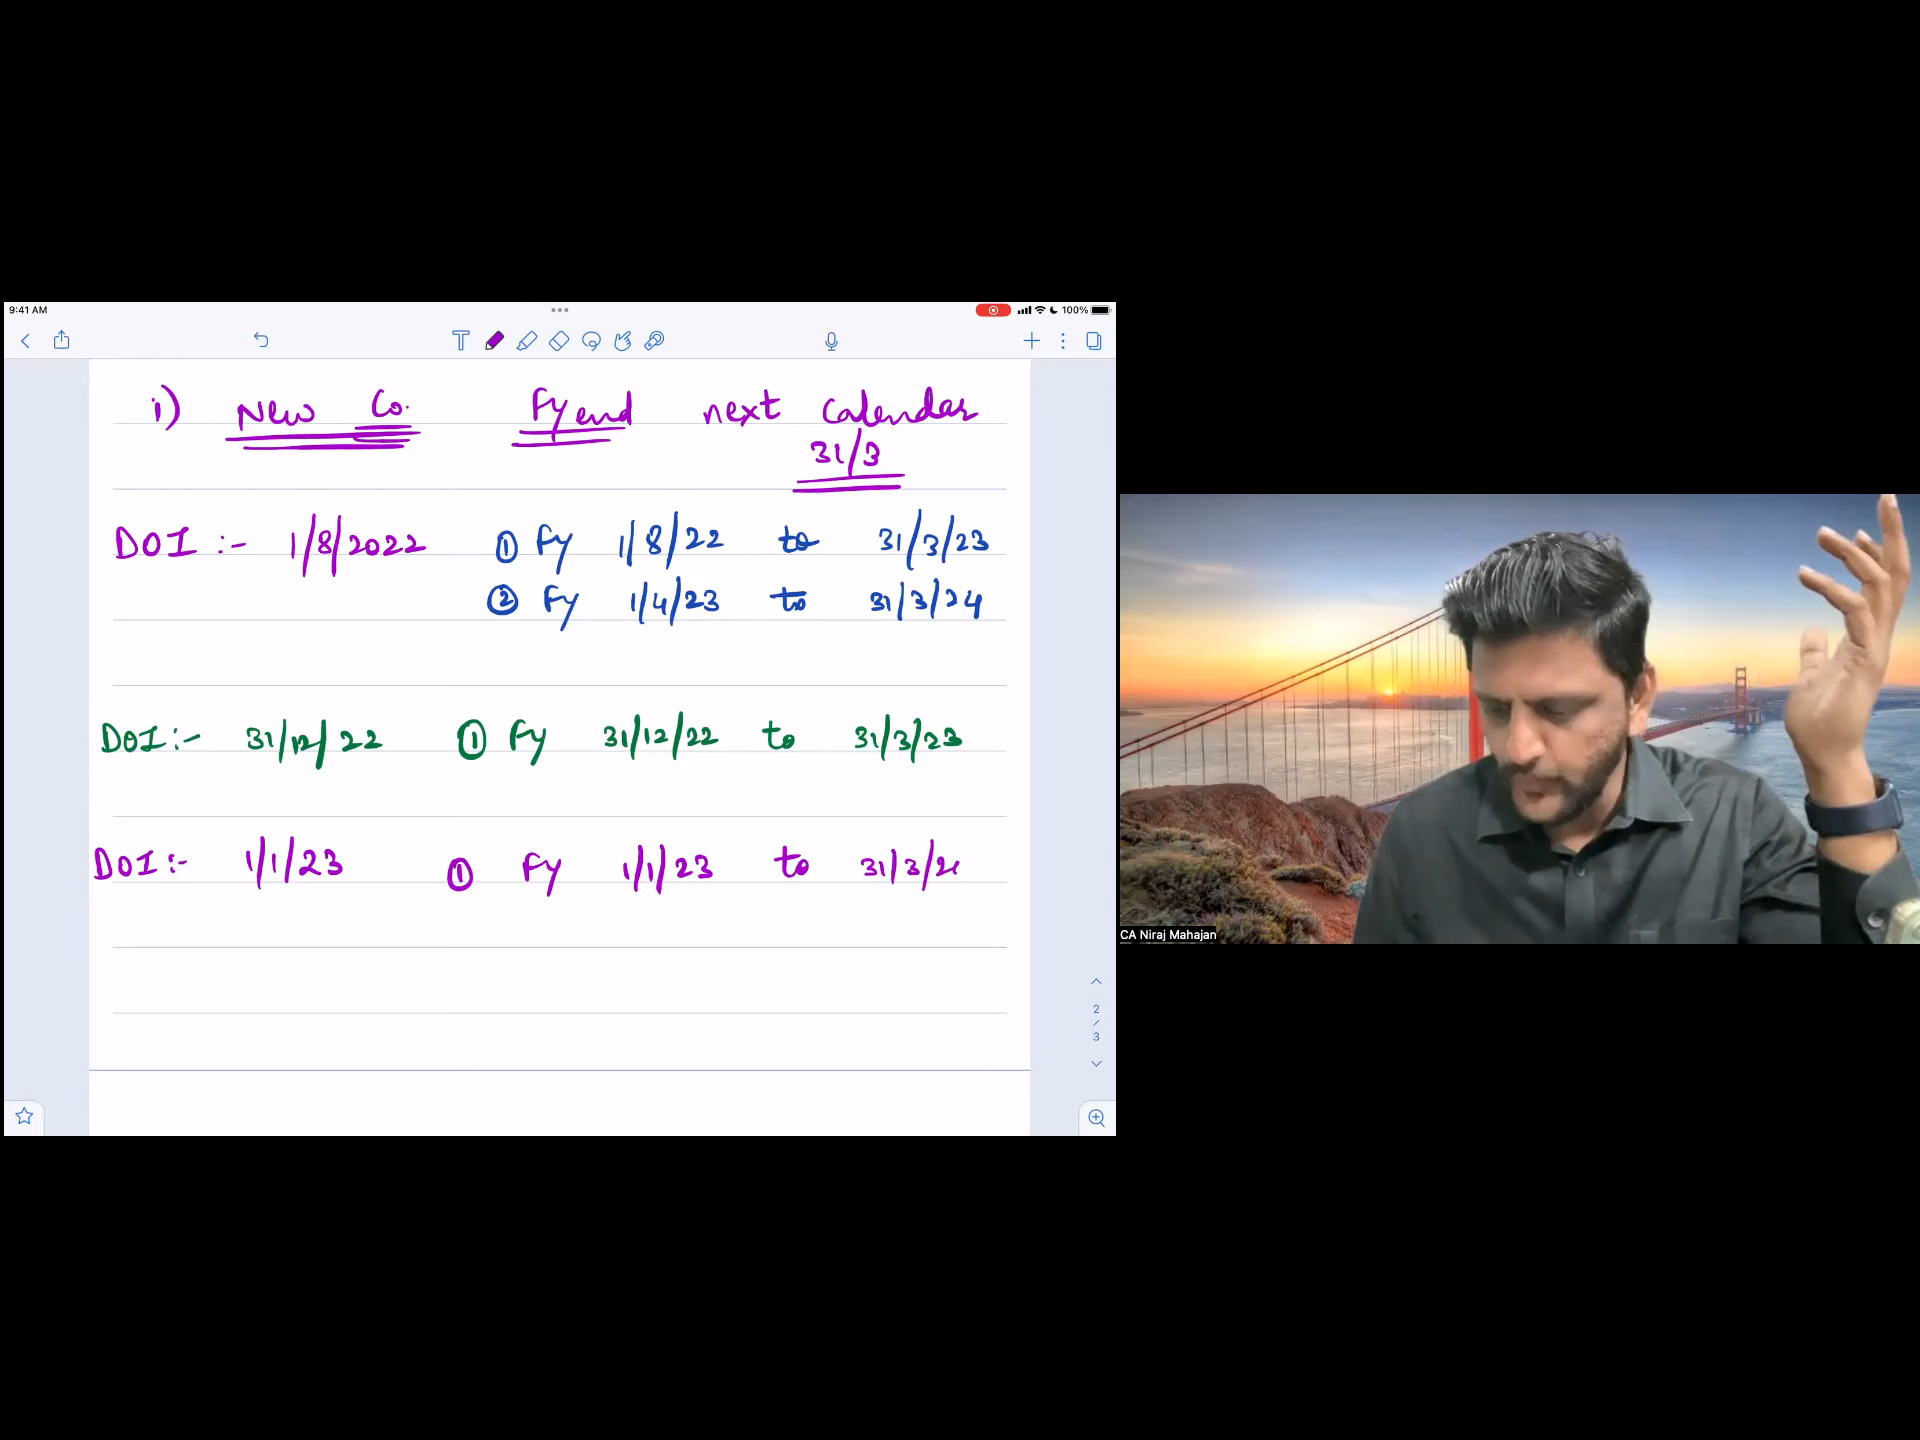 9:41 AM
100%
i) New Co. Fy end next calendar
31/3
DOI :- 1/8/2022 ① Fy 1/8/22 to 31/3/23
② Fy 1/4/23 to 31/3/24
DOI :- 31/12/22 ① Fy 31/12/22 to 31/3/23
DOI :- 1/1/23 ① Fy 1/1/23 to 31/3/2
2
/
3
CA Niraj Mahajan